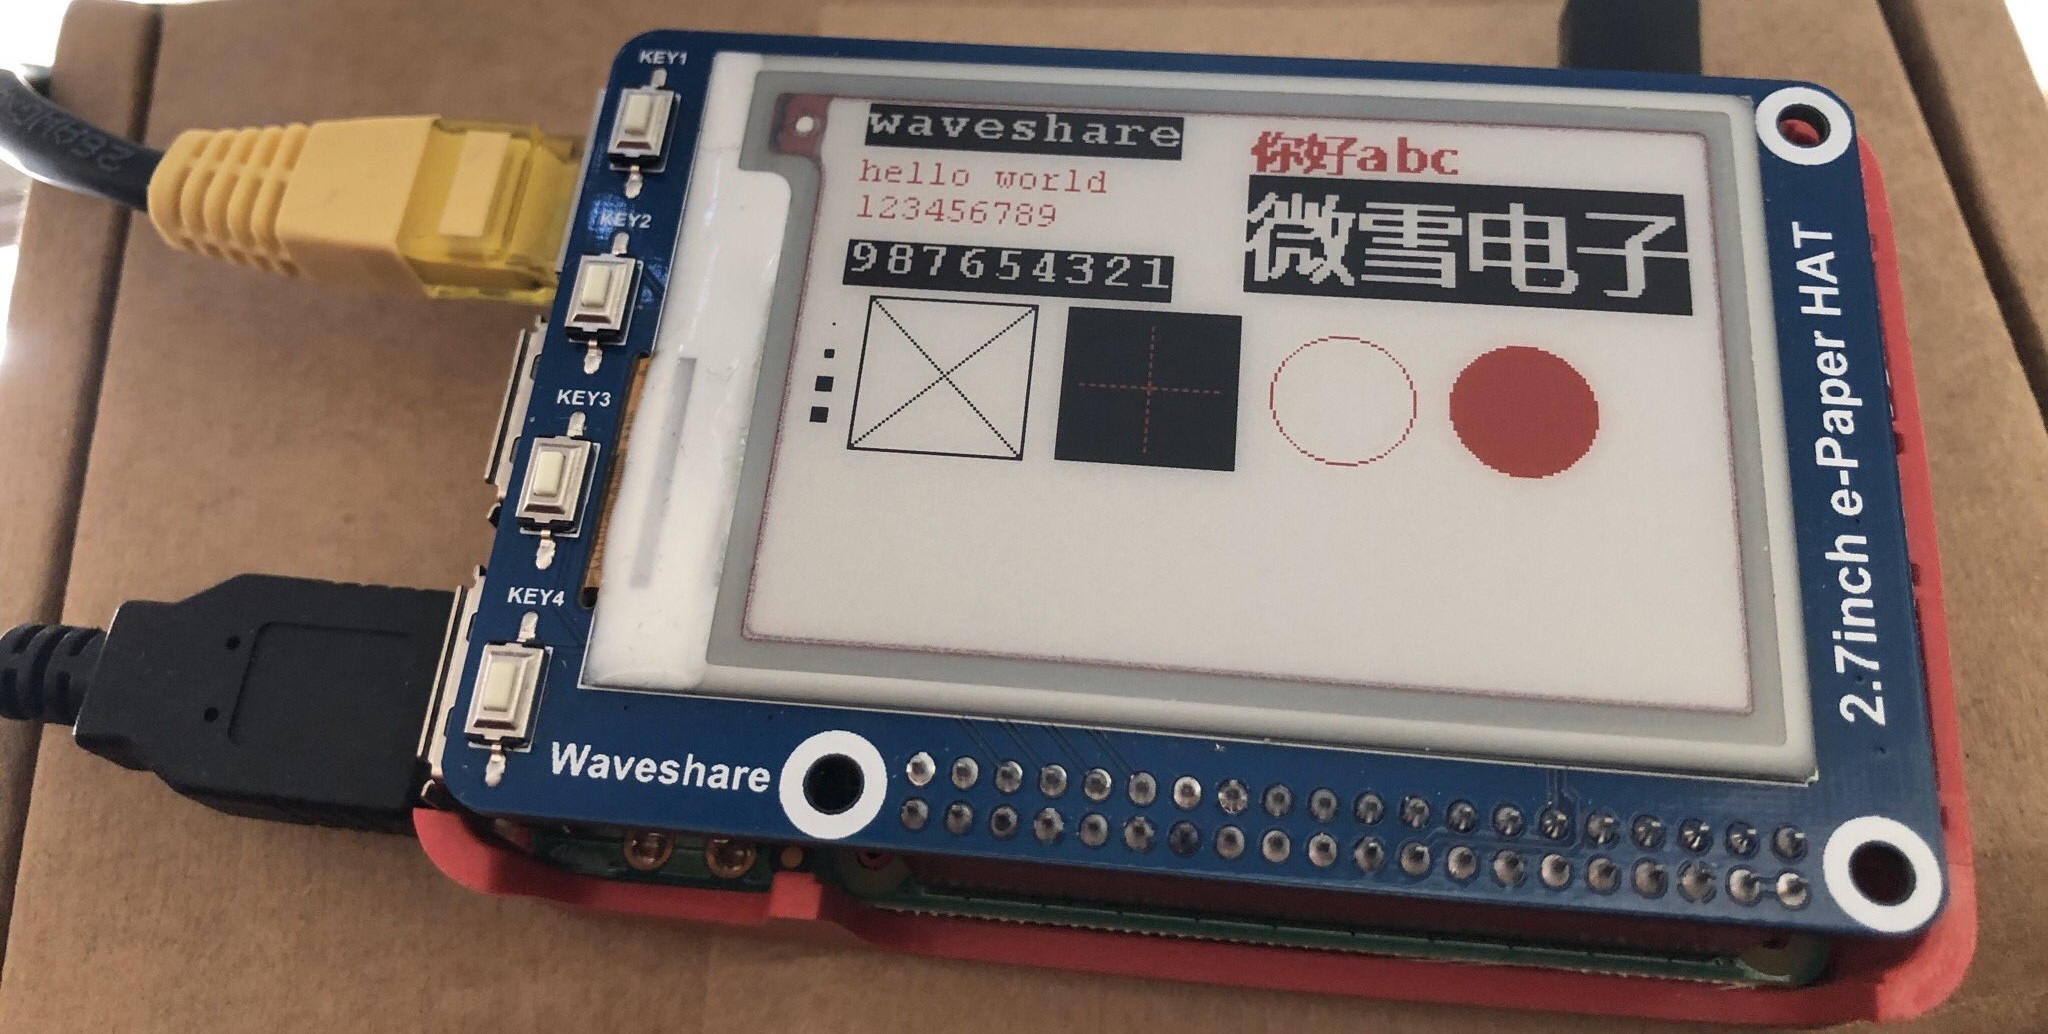 KEY1
KEY2
KEY3
KEY4
waveshare
hello world
123456789
987654321
你好abc
微雪电子
2.7inch e-Paper HAT
Waveshare